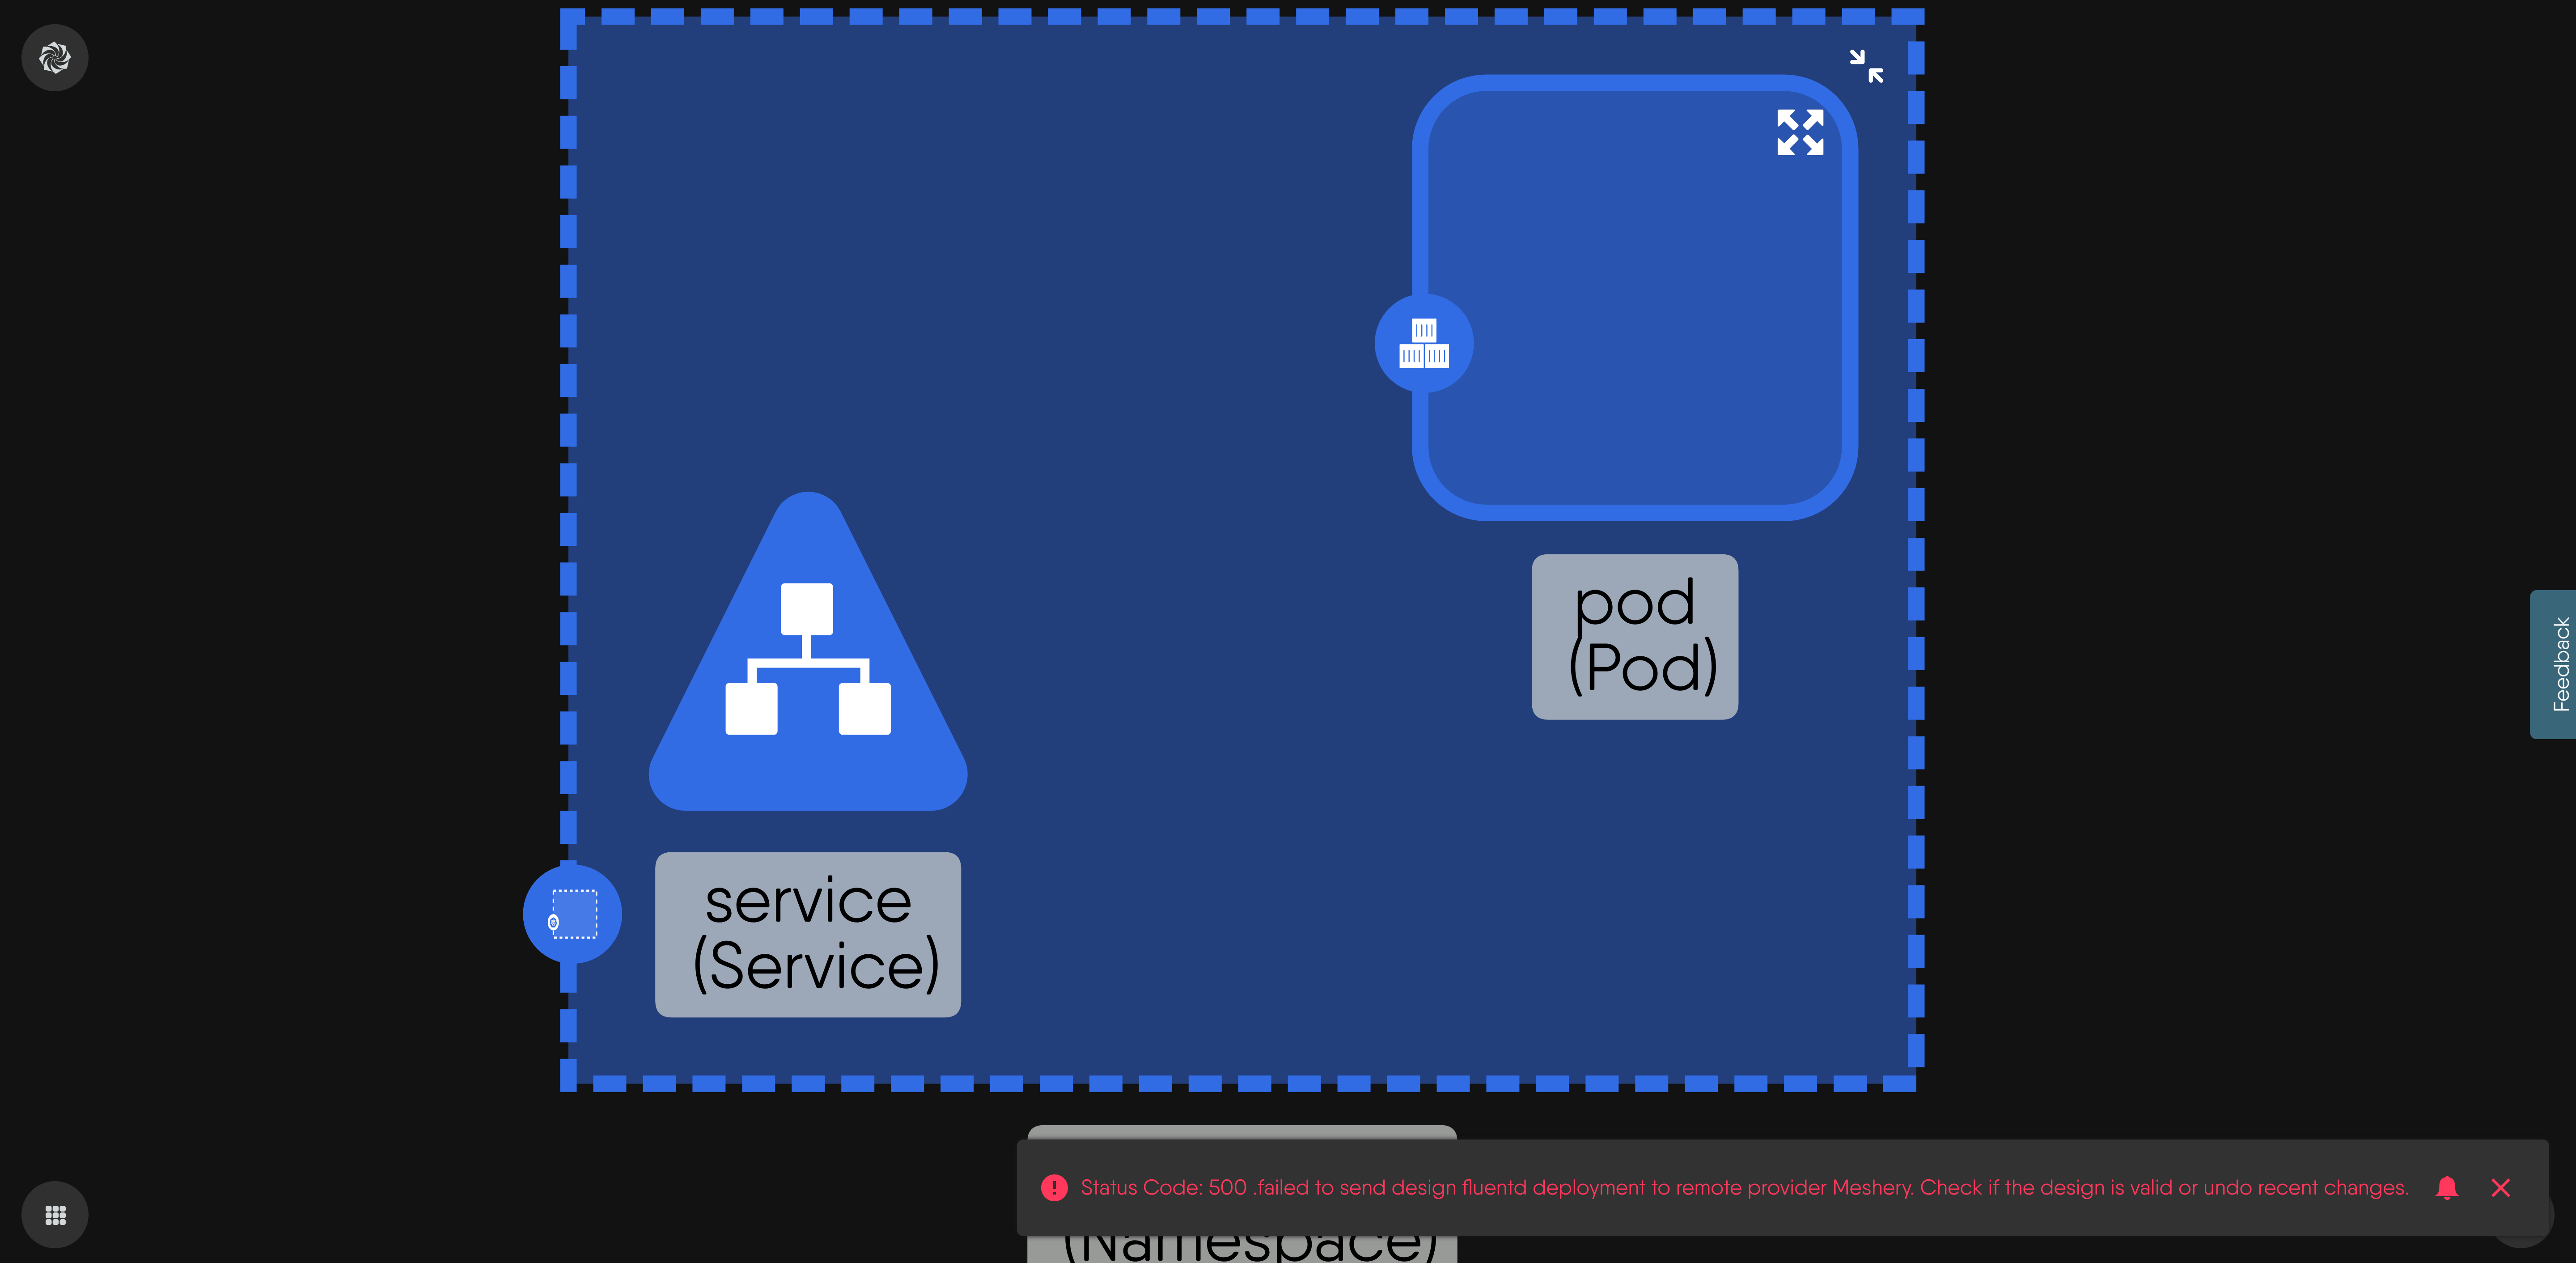 pod
(Pod)
service
(Service)
Feedback
Status Code: 500 .failed to send design fluentd deployment to remote provider Meshery. Check if the design is valid or undo recent changes.
(Namespace)